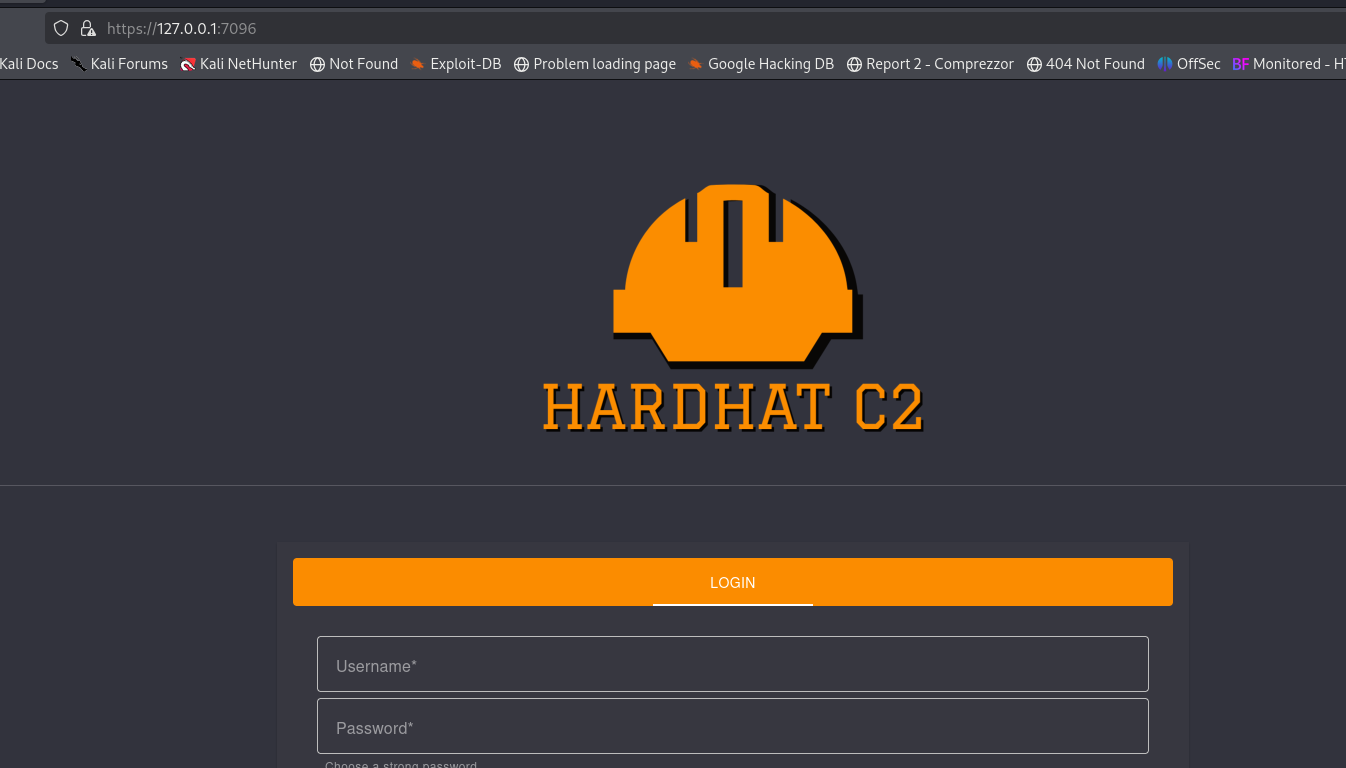 https://127.0.0.1:7096
Kali Docs Kali Forums Kali NetHunter Not Found Exploit-DB Problem loading page Google Hacking DB Report 2 - Comprezzor 404 Not Found OffSec BF Monitored - H
HARDHAT C2
LOGIN
Username*
Password*
Choose a strong password